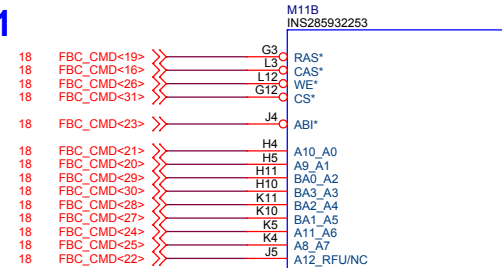 1
M11B
INS285932253
18 FBC_CMD<19> G3 RAS*
18 FBC_CMD<16> L3 CAS*
18 FBC_CMD<26> L12 WE*
18 FBC_CMD<31> G12 CS*
18 FBC_CMD<23> J4 ABI*
18 FBC_CMD<21> H4 A10_A0
18 FBC_CMD<20> H5 A9_A1
18 FBC_CMD<29> H11 BA0_A2
18 FBC_CMD<30> H10 BA3_A3
18 FBC_CMD<28> K11 BA2_A4
18 FBC_CMD<27> K10 BA1_A5
18 FBC_CMD<24> K5 A11_A6
18 FBC_CMD<25> K4 A8_A7
18 FBC_CMD<22> J5 A12_RFU/NC